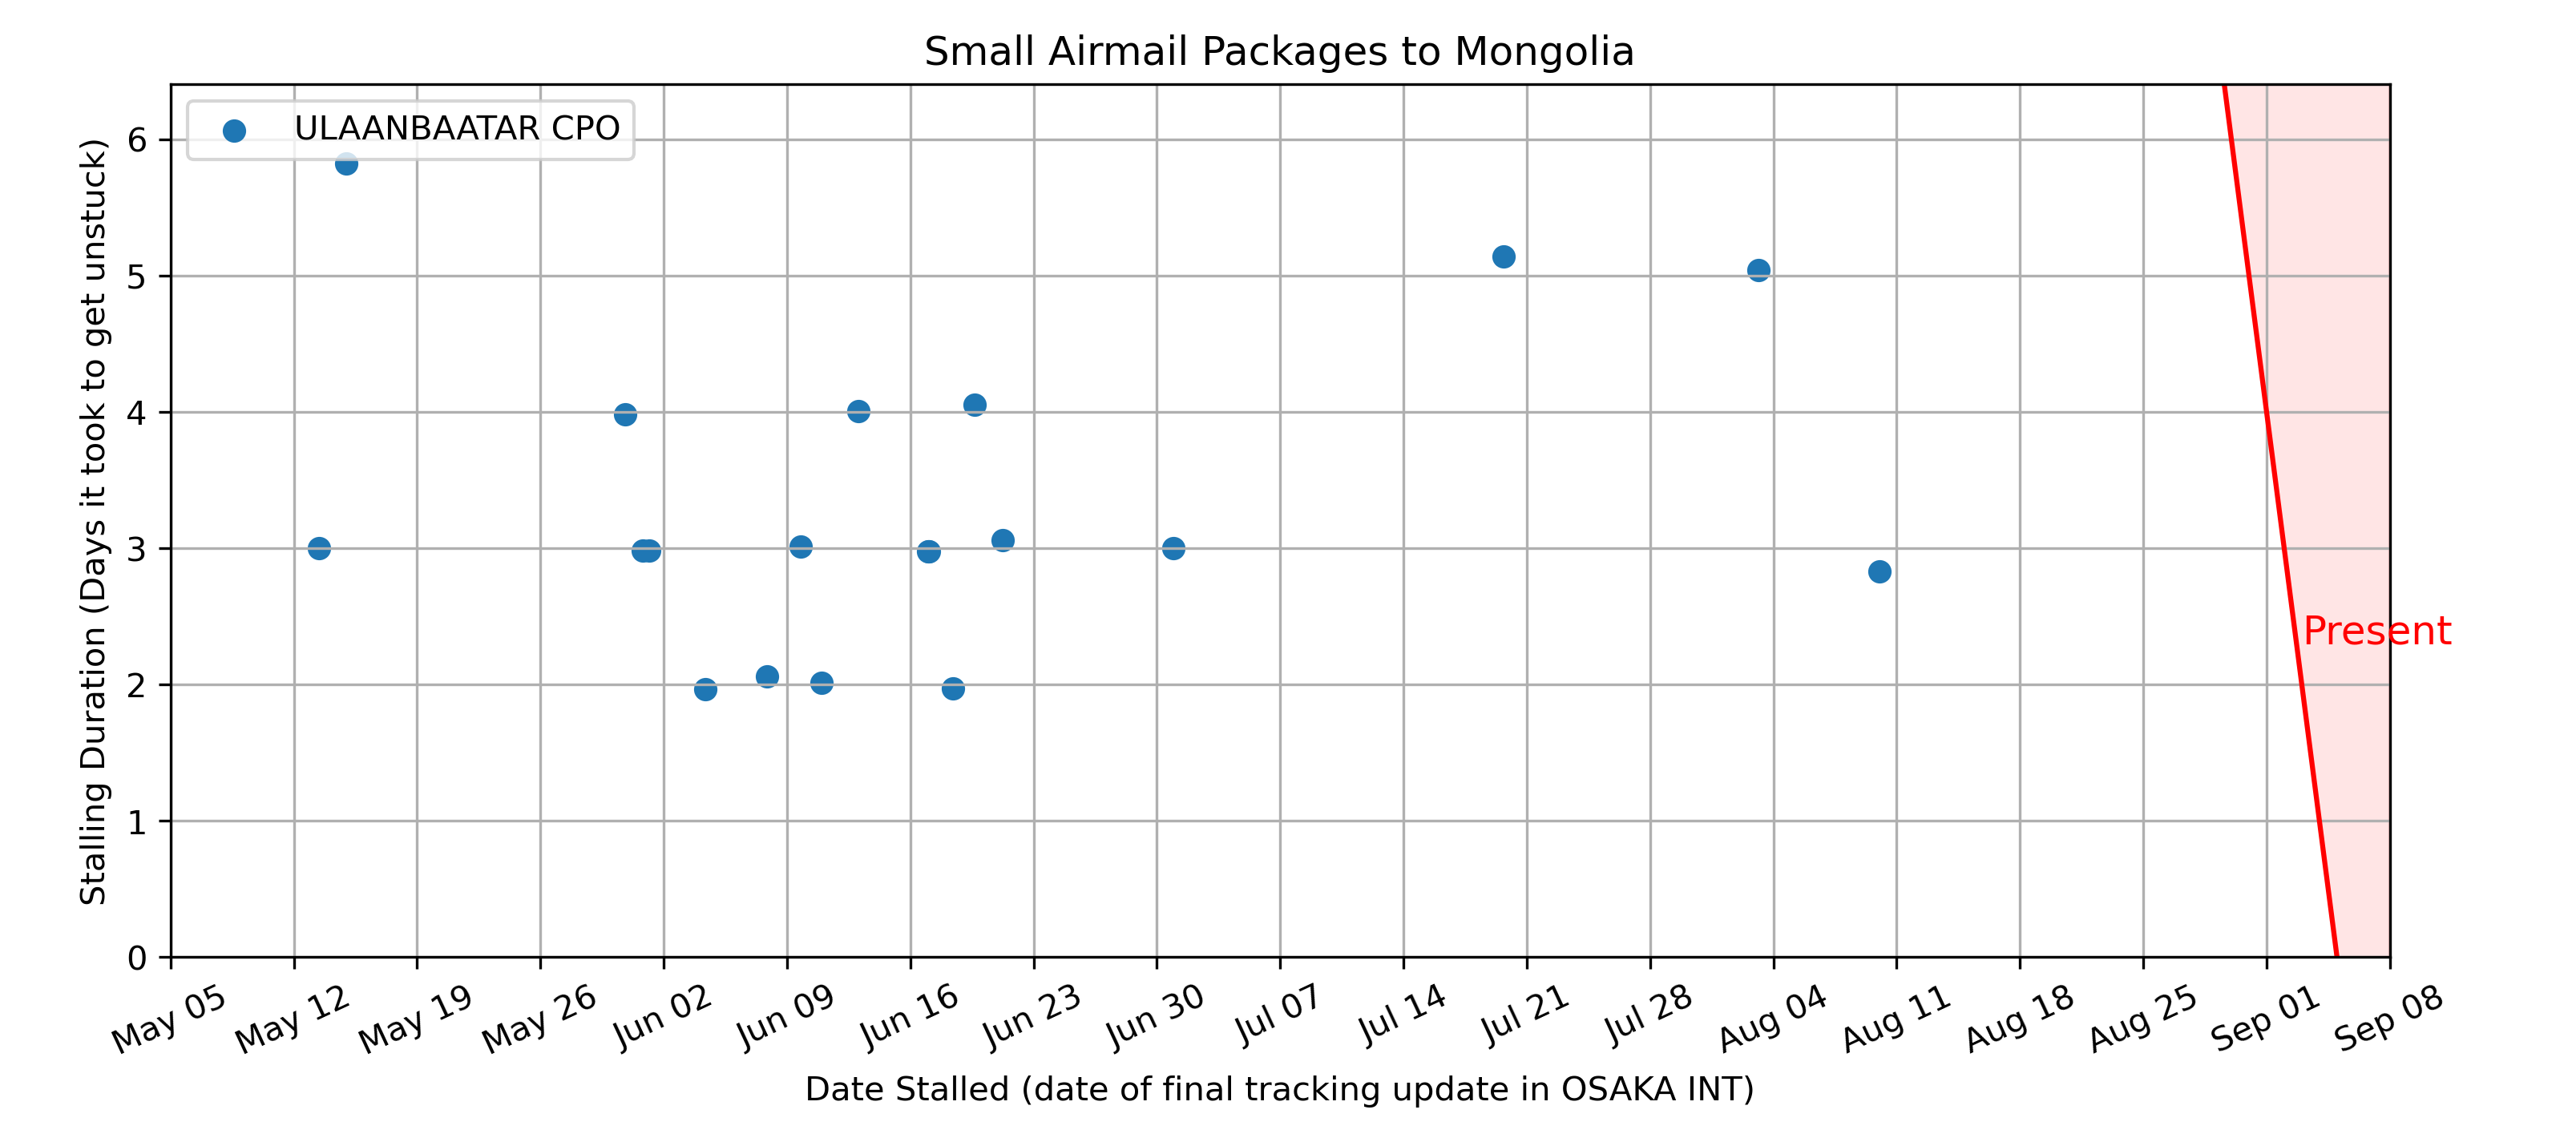 Small Airmail Packages to Mongolia
ULAANBAATAR CPO
Stalling Duration (Days it took to get unstuck)
6
5
4
3
2
1
0
Present
May 05
May 12
May 19
May 26
Jun 02
Jun 09
Jun 16
Jun 23
Jun 30
Jul 07
Jul 14
Jul 21
Jul 28
Aug 04
Aug 11
Aug 18
Aug 25
Sep 01
Sep 08
Date Stalled (date of final tracking update in OSAKA INT)